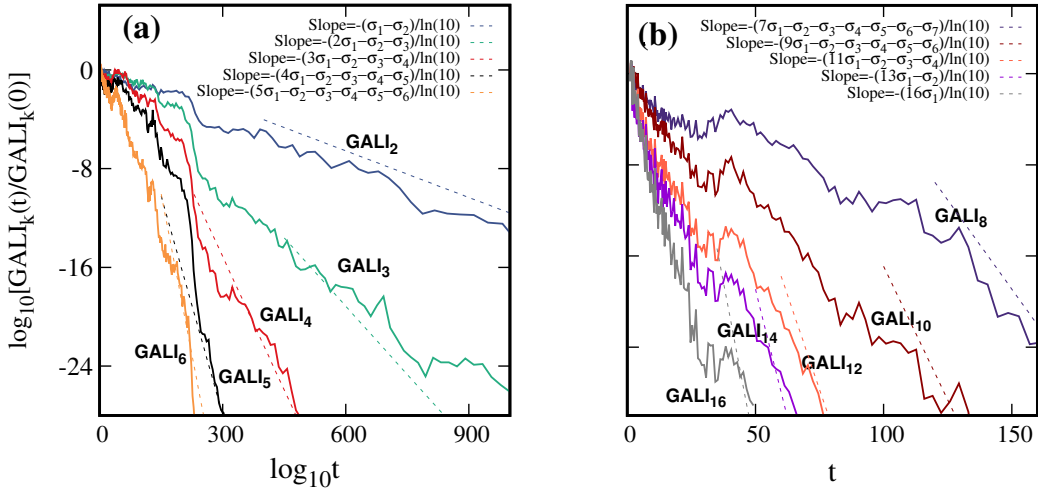 (a)
Slope=-(σ₁−σ₂)/ln(10)
Slope=-(2σ₁−σ₂−σ₃)/ln(10)
Slope=-(3σ₁−σ₂−σ₃−σ₄)/ln(10)
Slope=-(4σ₁−σ₂−σ₃−σ₄−σ₅)/ln(10)
Slope=-(5σ₁−σ₂−σ₃−σ₄−σ₅−σ₆)/ln(10)
log₁₀[GALIₖ(t)/GALIₖ(0)]
0
-8
-16
-24
GALI₂
GALI₃
GALI₄
GALI₆
GALI₅
0 300 600 900
log₁₀t
(b)
Slope=-(7σ₁−σ₂−σ₃−σ₄−σ₅−σ₆−σ₇)/ln(10)
Slope=-(9σ₁−σ₂−σ₃−σ₄−σ₅−σ₆)/ln(10)
Slope=-(11σ₁−σ₂−σ₃−σ₄)/ln(10)
Slope=-(13σ₁−σ₂)/ln(10)
Slope=-(16σ₁)/ln(10)
GALI₈
GALI₁₀
GALI₁₄
GALI₁₂
GALI₁₆
0 50 100 150
t